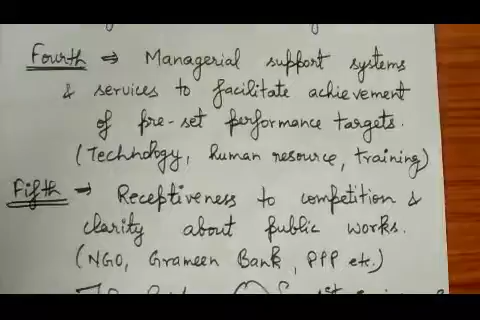 Fourth ⇒ Managerial support systems
& services to facilitate achievement
of pre-set performance targets.
(Technology, human resource, training)
Fifth → Receptiveness to competition &
clarity about public works.
(NGO, Grameen Bank, PPP etc.)